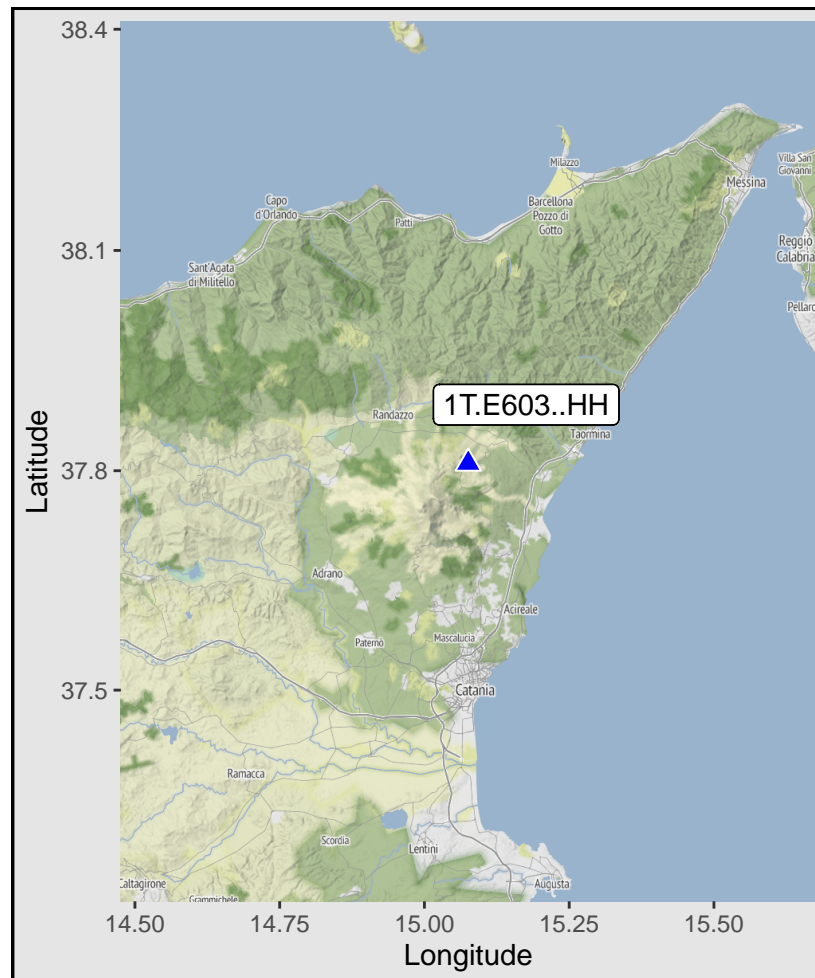 38.4
38.1
37.8
37.5
Latitude
14.50
14.75
15.00
15.25
15.50
Longitude
1T.E603..HH
Milazzo
Villa San
Giovanni
Messina
Capo
d'Orlando
Barcellona
Pozzo di
Gotto
Patti
Reggio
Calabria
Sant'Agata
di Militello
Pellaro
Randazzo
Taormina
Adrano
Acireale
Paternò
Mascalucia
Catania
Ramacca
Scordia
Lentini
Caltagirone
Grammichele
Augusta